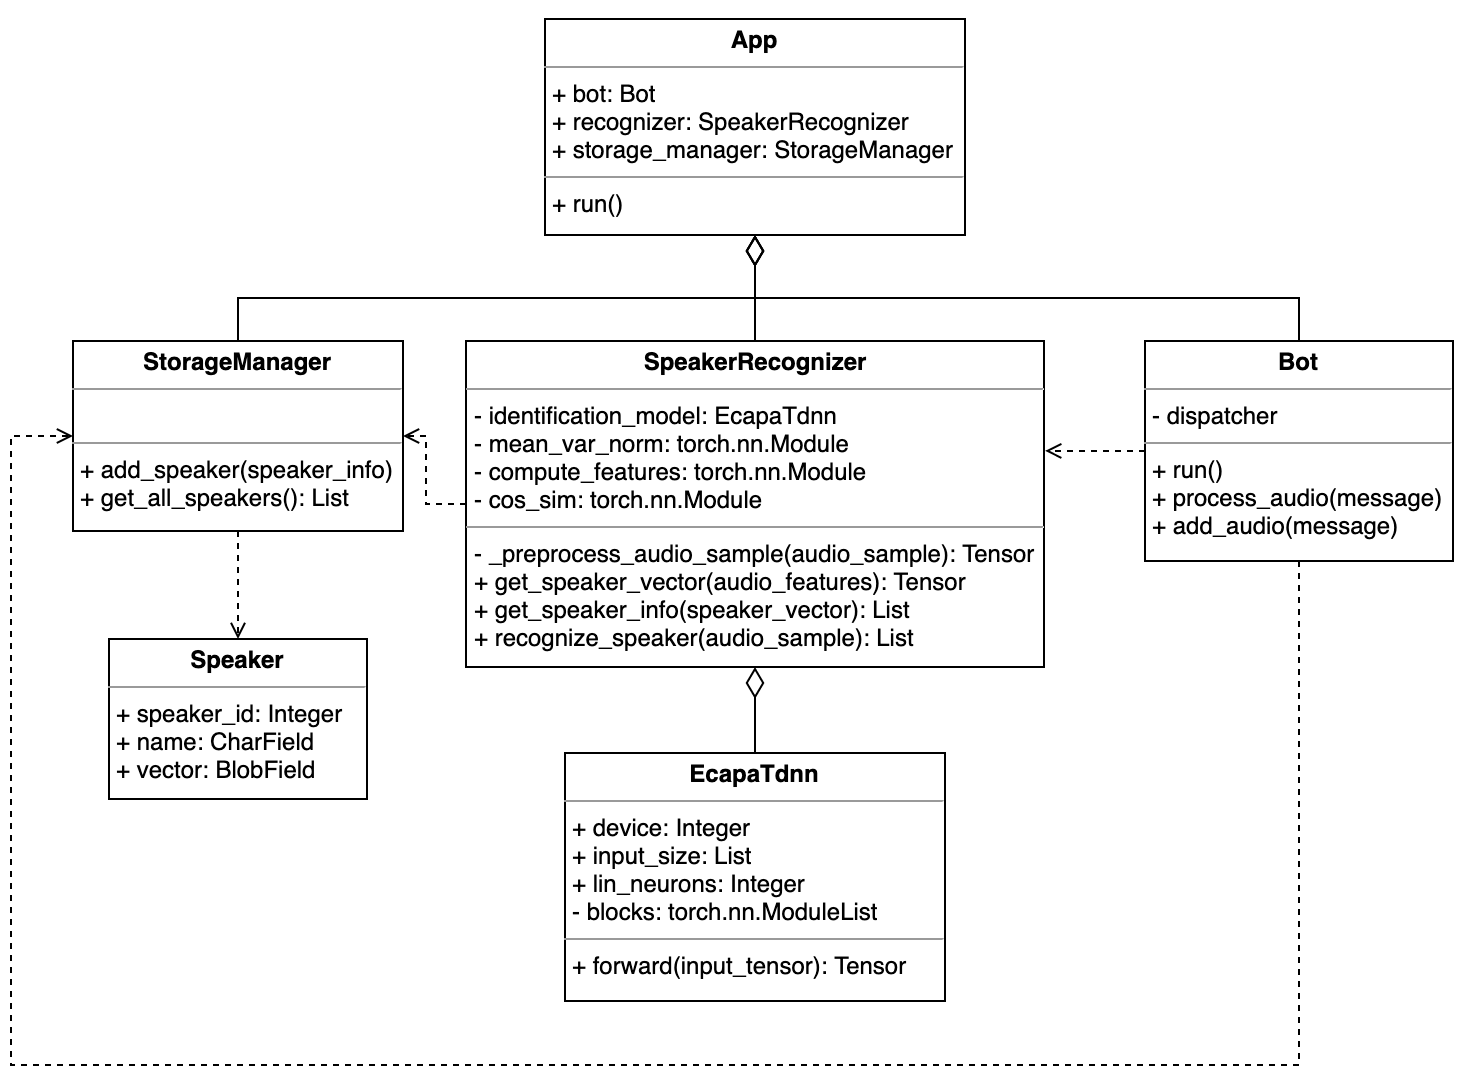 App
+ bot: Bot
+ recognizer: SpeakerRecognizer
+ storage_manager: StorageManager
+ run()
StorageManager
+ add_speaker(speaker_info)
+ get_all_speakers(): List
SpeakerRecognizer
- identification_model: EcapaTdnn
- mean_var_norm: torch.nn.Module
- compute_features: torch.nn.Module
- cos_sim: torch.nn.Module
- _preprocess_audio_sample(audio_sample): Tensor
+ get_speaker_vector(audio_features): Tensor
+ get_speaker_info(speaker_vector): List
+ recognize_speaker(audio_sample): List
Bot
- dispatcher
+ run()
+ process_audio(message)
+ add_audio(message)
Speaker
+ speaker_id: Integer
+ name: CharField
+ vector: BlobField
EcapaTdnn
+ device: Integer
+ input_size: List
+ lin_neurons: Integer
- blocks: torch.nn.ModuleList
+ forward(input_tensor): Tensor